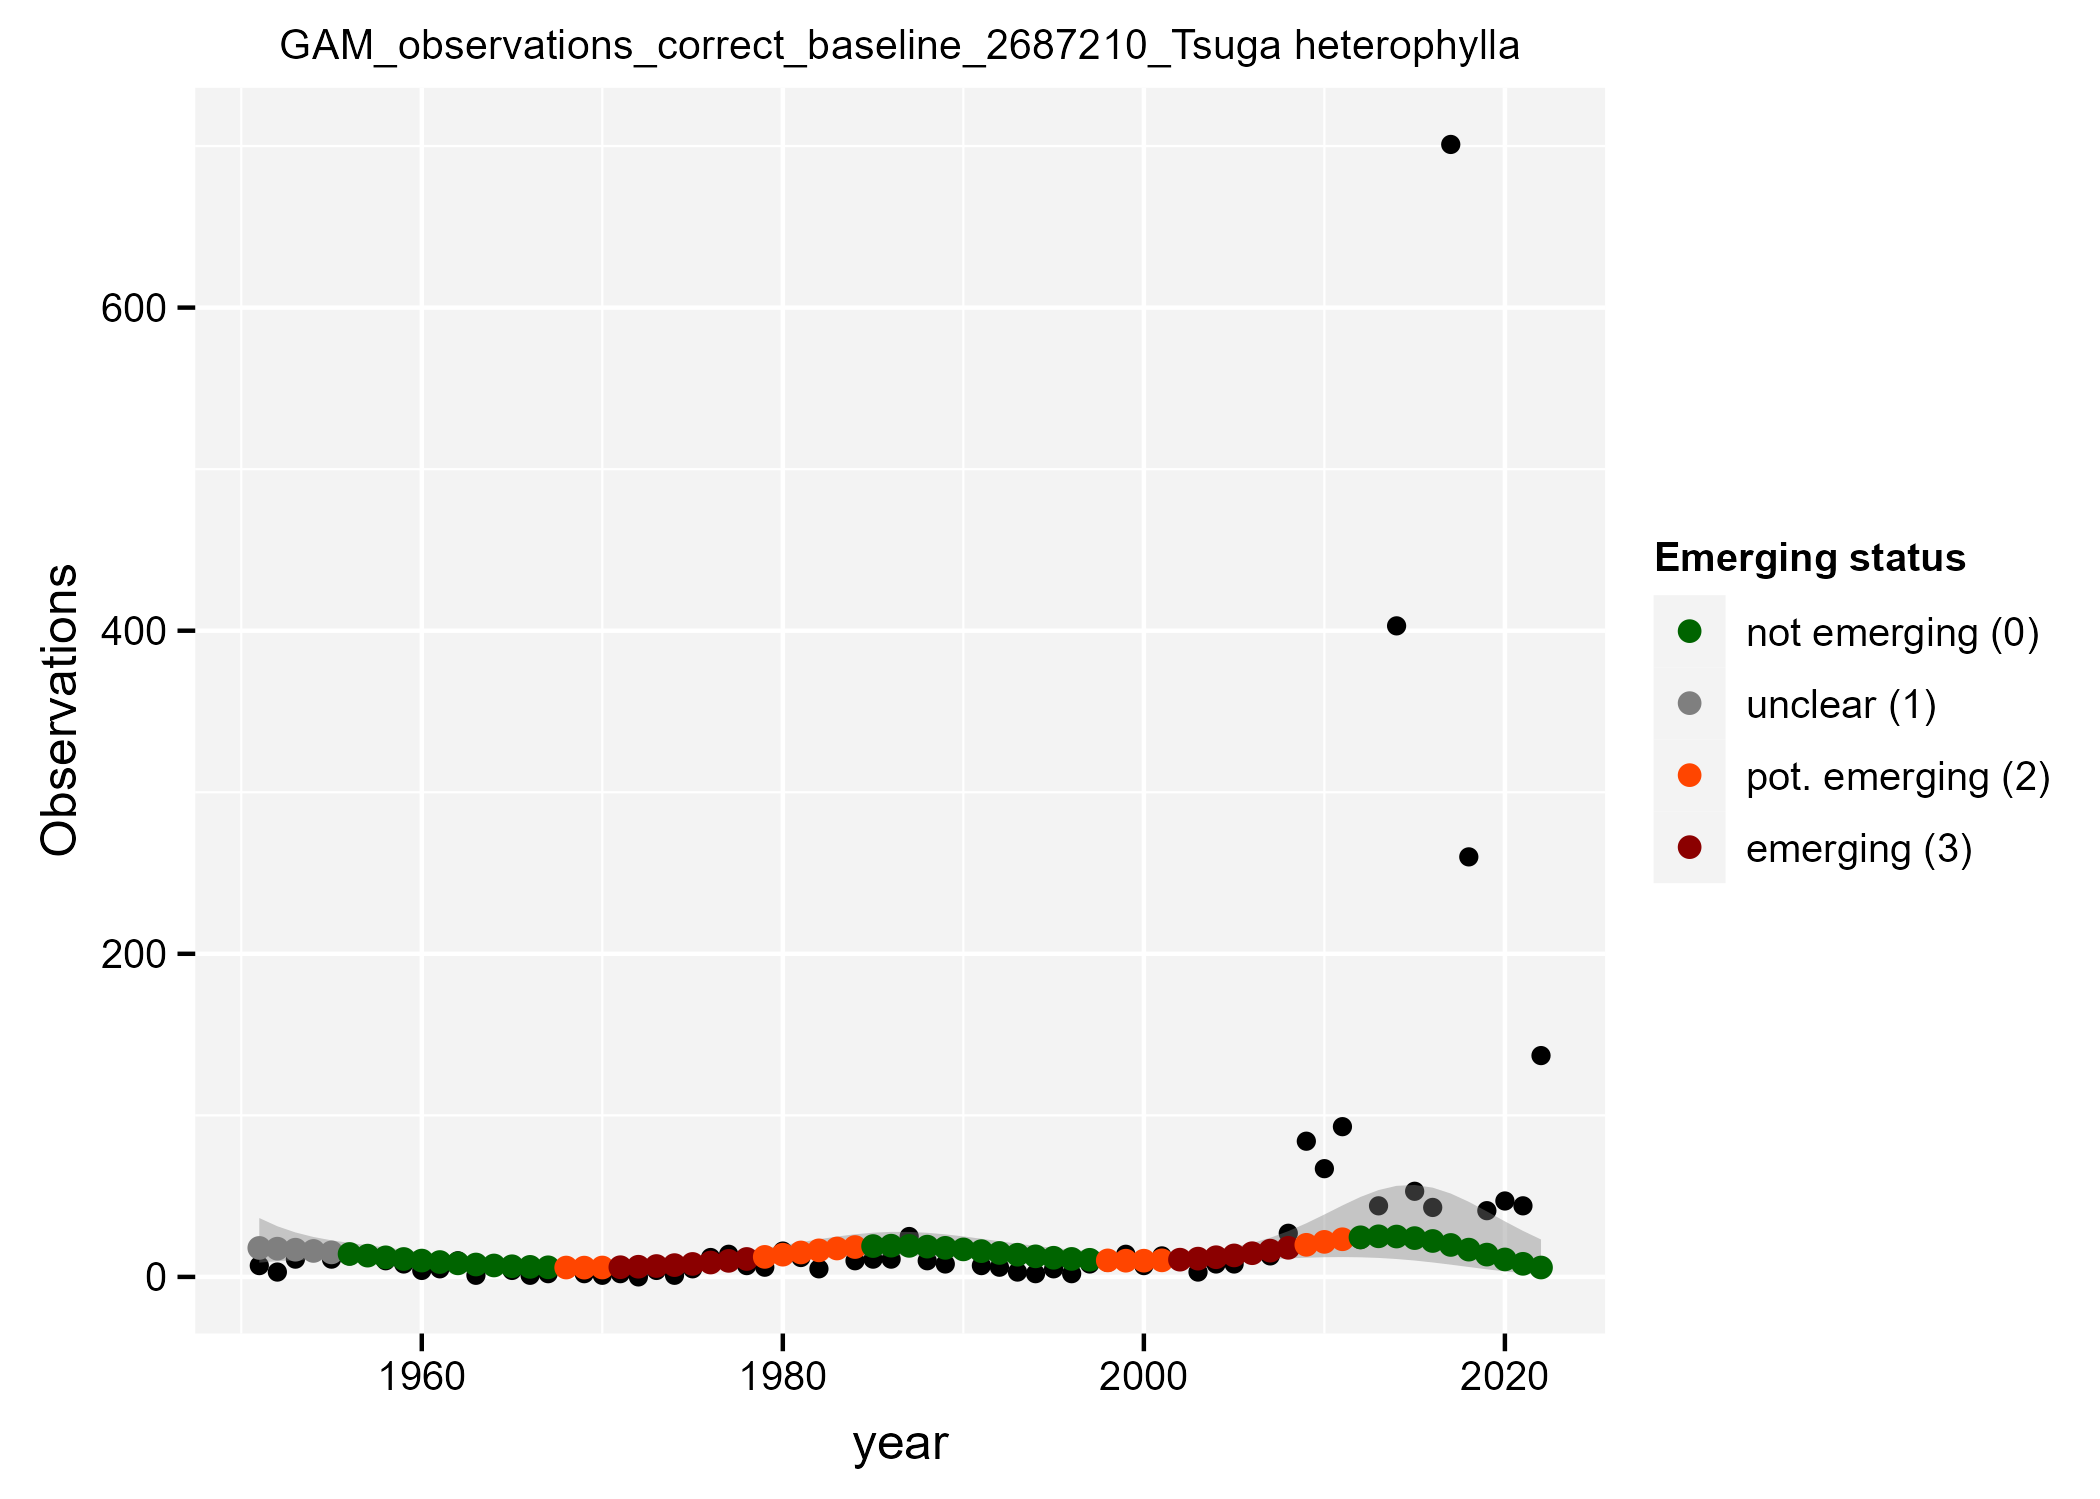 GAM_observations_correct_baseline_2687210_Tsuga heterophylla
Observations
600
400
200
0
1960
1980
2000
2020
year
Emerging status
not emerging (0)
unclear (1)
pot. emerging (2)
emerging (3)